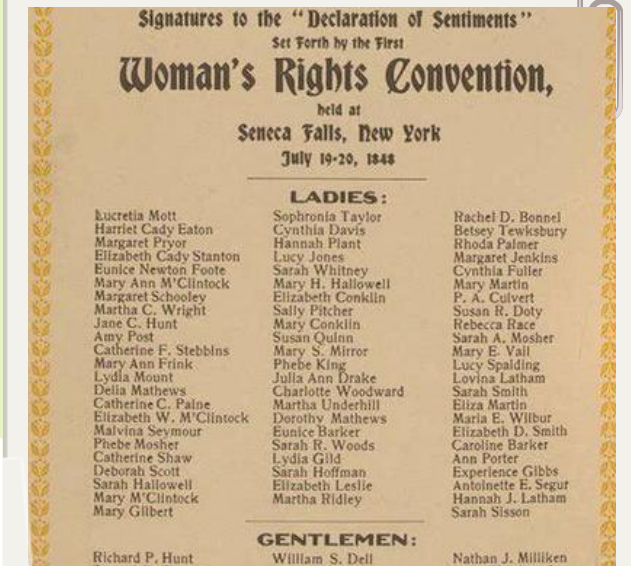 Signatures to the "Declaration of Sentiments"
Set Forth by the First
Woman's Rights Convention,
held at
Seneca Falls, New York
July 19-20, 1848
LADIES:
Lucretia Mott
Harriet Cady Eaton
Margaret Pryor
Elizabeth Cady Stanton
Eunice Newton Foote
Mary Ann M'Clintock
Margaret Schooley
Martha C. Wright
Jane C. Hunt
Amy Post
Catherine F. Stebbins
Mary Ann Frink
Lydia Mount
Delia Mathews
Catherine C. Paine
Elizabeth W. M'Clintock
Malvina Seymour
Phebe Mosher
Catherine Shaw
Deborah Scott
Sarah Hallowell
Mary M'Clintock
Mary Gilbert
Sophronia Taylor
Cynthia Davis
Hannah Plant
Lucy Jones
Sarah Whitney
Mary H. Hallowell
Elizabeth Conklin
Sally Pitcher
Mary Conklin
Susan Quinn
Mary S. Mirror
Phebe King
Julia Ann Drake
Charlotte Woodward
Martha Underhill
Dorothy Mathews
Eunice Barker
Sarah R. Woods
Lydia Gild
Sarah Hoffman
Elizabeth Leslie
Martha Ridley
Rachel D. Bonnel
Betsey Tewksbury
Rhoda Palmer
Margaret Jenkins
Cynthia Fuller
Mary Martin
P. A. Culvert
Susan R. Doty
Rebecca Race
Sarah A. Mosher
Mary E. Vail
Lucy Spalding
Lovina Latham
Sarah Smith
Eliza Martin
Maria E. Wilbur
Elizabeth D. Smith
Caroline Barker
Ann Porter
Experience Gibbs
Antoinette E. Segur
Hannah J. Latham
Sarah Sisson
GENTLEMEN:
Richard P. Hunt
William S. Dell
Nathan J. Milliken